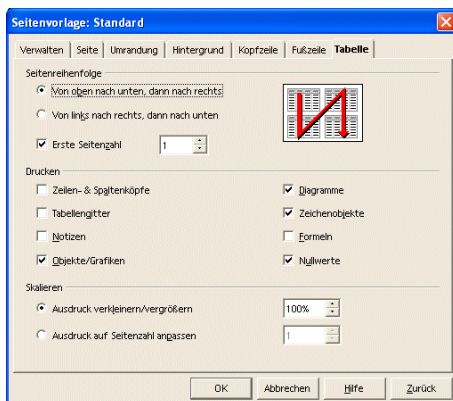 Seitenvorlage: Standard
Verwalten Seite Umrandung Hintergrund Kopfzeile Fußzeile Tabelle
Seitenreihenfolge
Von oben nach unten, dann nach rechts
Von links nach rechts, dann nach unten
Erste Seitenzahl 1
Drucken
Zeilen- & Spaltenköpfe
Diagramme
Tabellengitter
Zeichenobjekte
Notizen
Formeln
Objekte/Grafiken
Nullwerte
Skalieren
Ausdruck verkleinern/vergrößern 100%
Ausdruck auf Seitenzahl anpassen 1
OK Abbrechen Hilfe Zurück